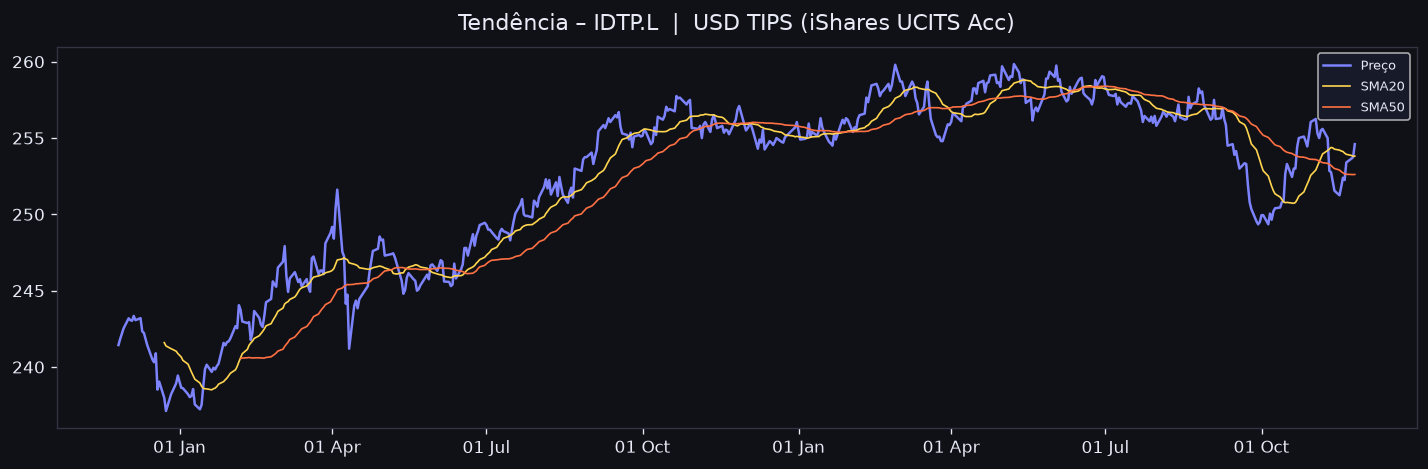 Tendência – IDTP.L | USD TIPS (iShares UCITS Acc)
260
255
250
245
240
Preço
SMA20
SMA50
01 Jan
01 Apr
01 Jul
01 Oct
01 Jan
01 Apr
01 Jul
01 Oct